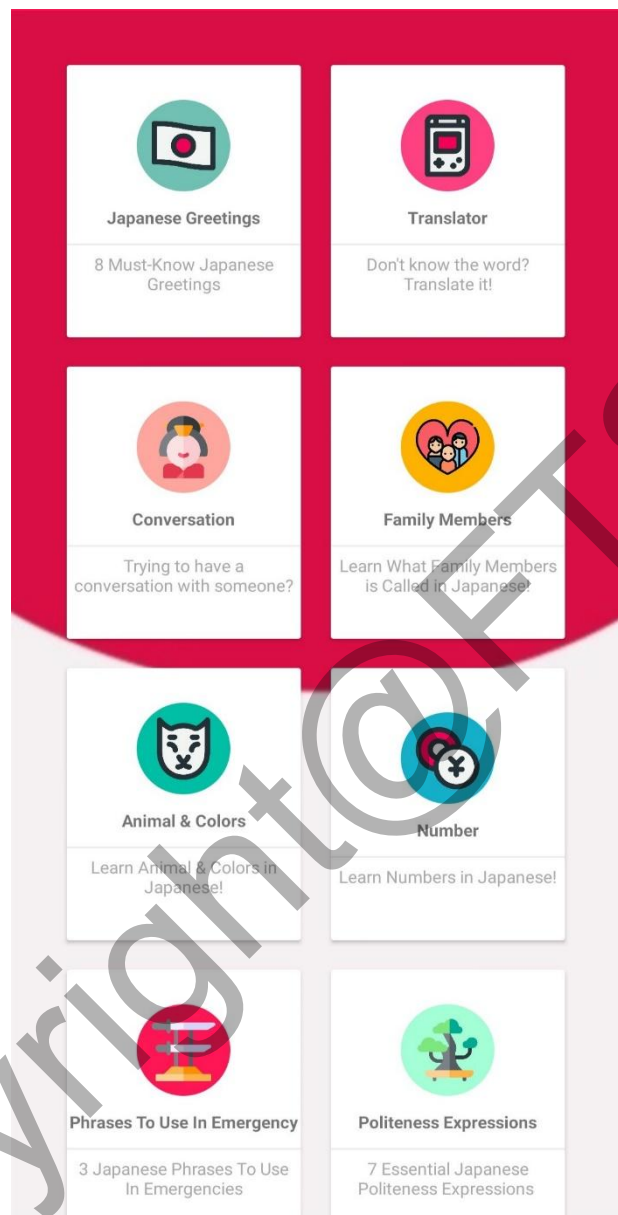 Japanese Greetings
8 Must-Know Japanese
Greetings
Translator
Don't know the word?
Translate it!
Conversation
Trying to have a
conversation with someone?
Family Members
Learn What Family Members
is Called in Japanese!
Animal & Colors
Learn Animal & Colors in
Japanese!
Number
Learn Numbers in Japanese!
Phrases To Use In Emergency
3 Japanese Phrases To Use
In Emergencies
Politeness Expressions
7 Essential Japanese
Politeness Expressions
¥
yright@FTS